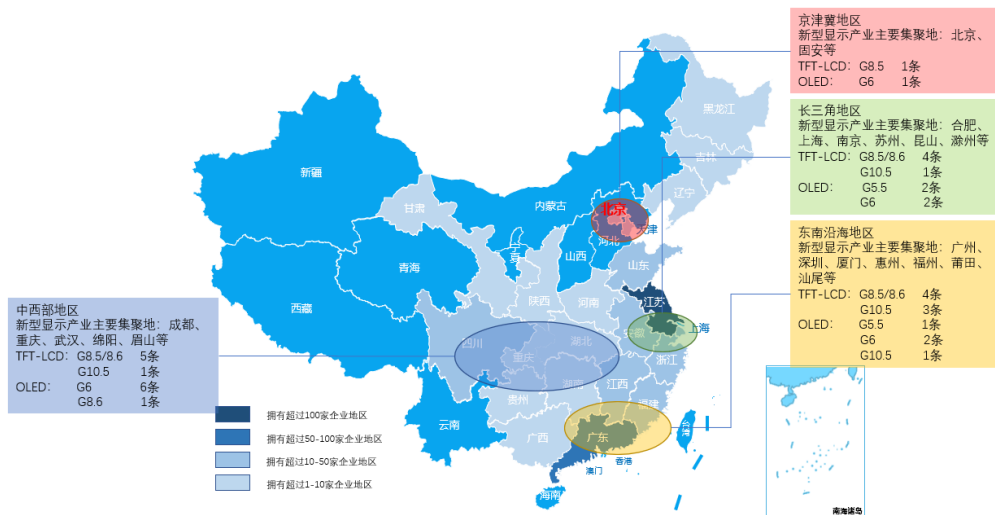 京津冀地区
新型显示产业主要集聚地：北京、
固安等
TFT-LCD： G8.5 1条
OLED： G6 1条
长三角地区
新型显示产业主要集聚地：合肥、
上海、南京、苏州、昆山、滁州等
TFT-LCD： G8.5/8.6 4条
G10.5 1条
OLED： G5.5 2条
G6 2条
东南沿海地区
新型显示产业主要集聚地：广州、
深圳、厦门、惠州、福州、莆田、
汕尾等
TFT-LCD： G8.5/8.6 4条
G10.5 3条
OLED： G5.5 1条
G6 2条
G10.5 1条
中西部地区
新型显示产业主要集聚地：成都、
重庆、武汉、绵阳、眉山等
TFT-LCD： G8.5/8.6 5条
G10.5 1条
OLED： G6 6条
G8.6 1条
黑龙江
吉林
辽宁
新疆
甘肃
内蒙古
北京
天津
河北
宁夏
山西
山东
青海
西藏
陕西
河南
江苏
上海
安徽
四川
重庆
湖北
浙江
湖南
江西
贵州
福建
云南
广西
广东
台湾
香港
澳门
海南
拥有超过100家企业地区
拥有超过50-100家企业地区
拥有超过10-50家企业地区
拥有超过1-10家企业地区
南海诸岛